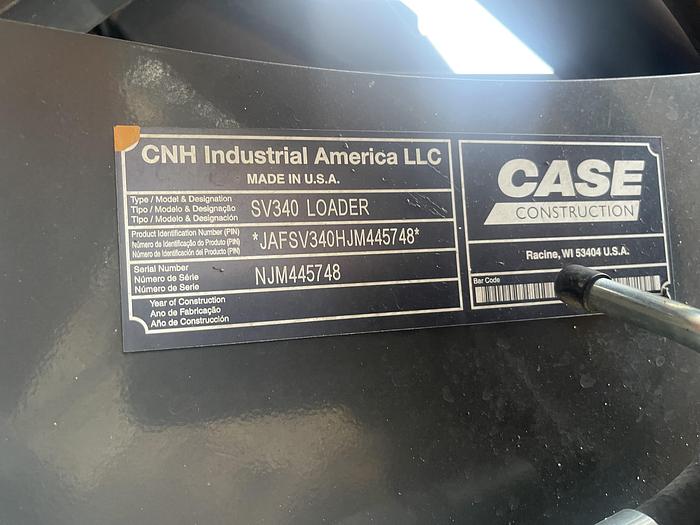 CNH Industrial America LLC
MADE IN U.S.A.
Type / Model & Designation
Tipo / Modelo & Designação
Tipo / Modelo & Designación
SV340 LOADER
Product Identification Number (PIN)
Número de Identificação do Produto (PIN)
Número de Identificación del Producto (PIN)
*JAFSV340HJM445748*
Serial Number
Número de Série
Número de Serie
NJM445748
Year of Construction
Ano de Fabricação
Año de Construcción
CASE
CONSTRUCTION
Racine, WI 53404 U.S.A.
Bar Code